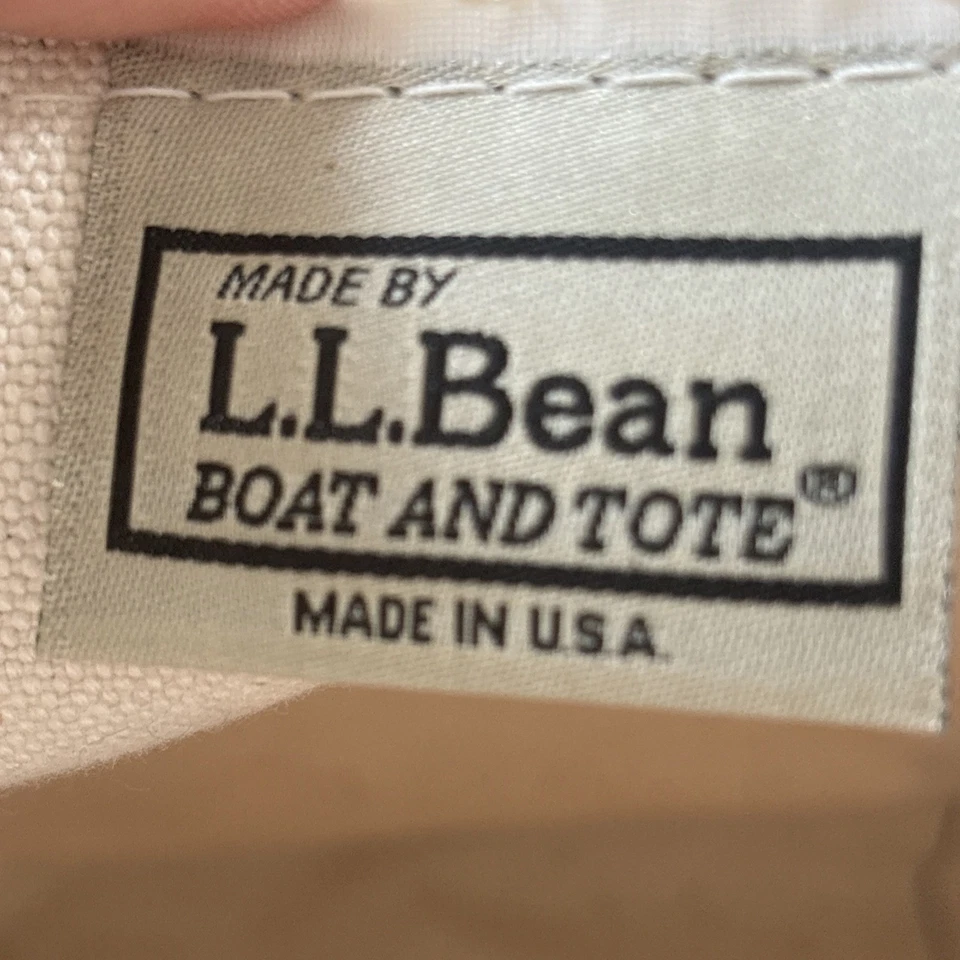 MADE BY
L.L.Bean
BOAT AND TOTE®
MADE IN U.S.A.